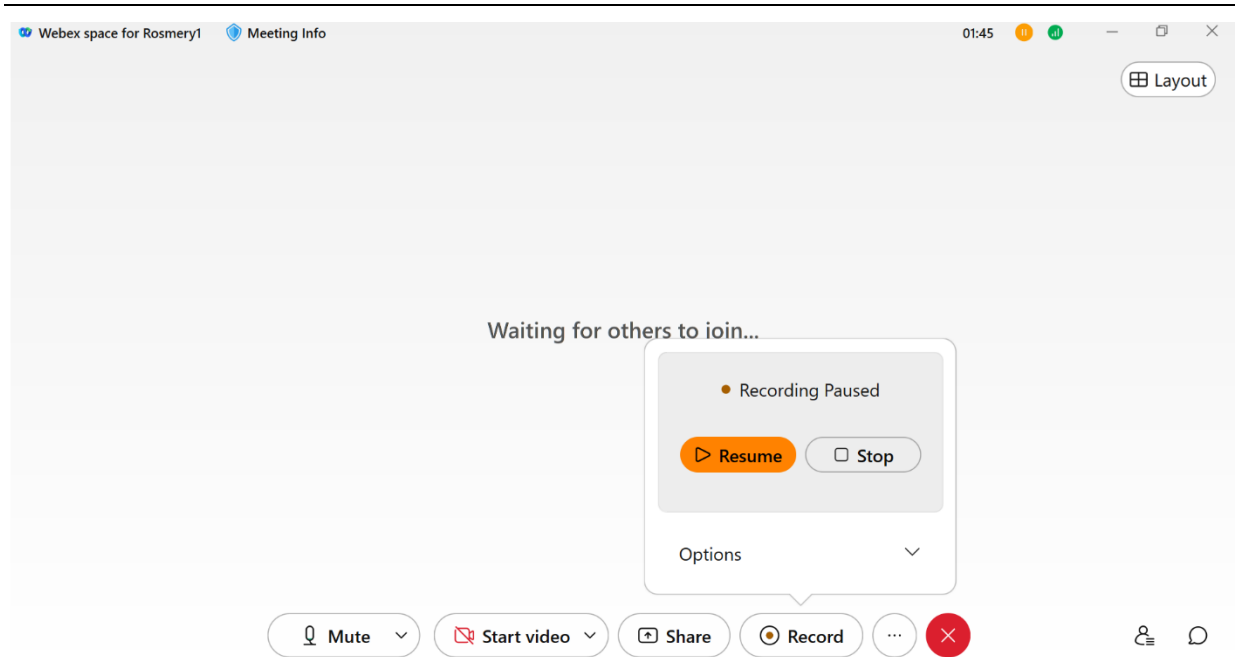 Webex space for Rosmery1 Meeting Info 01:45
Layout
Waiting for others to join...
Recording Paused
Resume Stop
Options
Mute Start video Share Record